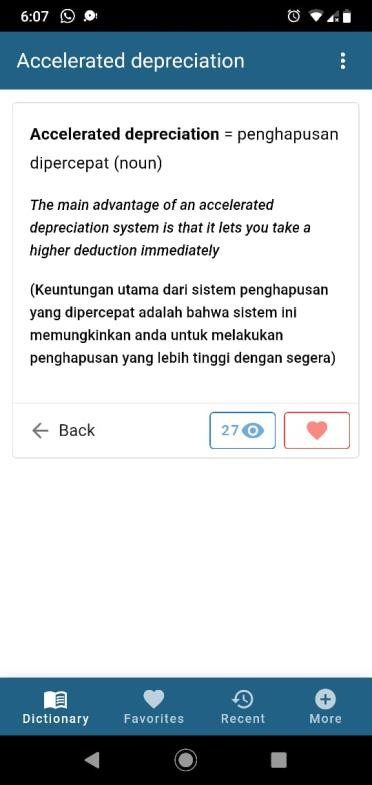 6:07
Accelerated depreciation
Accelerated depreciation = penghapusan
dipercepat (noun)
The main advantage of an accelerated
depreciation system is that it lets you take a
higher deduction immediately
(Keuntungan utama dari sistem penghapusan
yang dipercepat adalah bahwa sistem ini
memungkinkan anda untuk melakukan
penghapusan yang lebih tinggi dengan segera)
Back
27
Dictionary Favorites Recent More